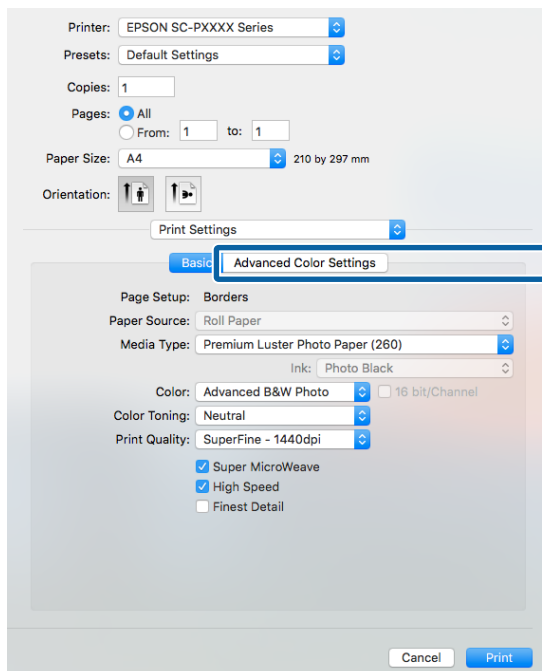 Printer: EPSON SC-PXXXX Series
Presets: Default Settings
Copies: 1
Pages: All
From: 1 to: 1
Paper Size: A4 210 by 297 mm
Orientation:
Print Settings
Basic Advanced Color Settings
Page Setup: Borders
Paper Source: Roll Paper
Media Type: Premium Luster Photo Paper (260)
Ink: Photo Black
Color: Advanced B&W Photo 16 bit/Channel
Color Toning: Neutral
Print Quality: SuperFine - 1440dpi
Super MicroWeave
High Speed
Finest Detail
Cancel Print